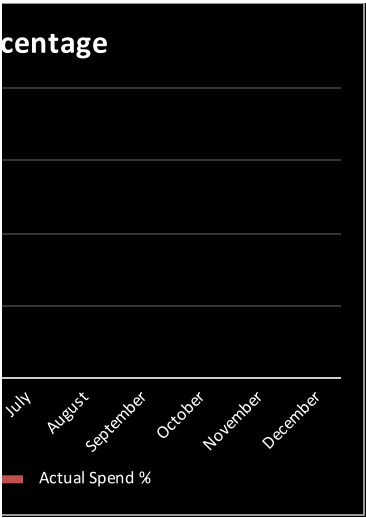 centage
July
August
September
October
November
December
Actual Spend %